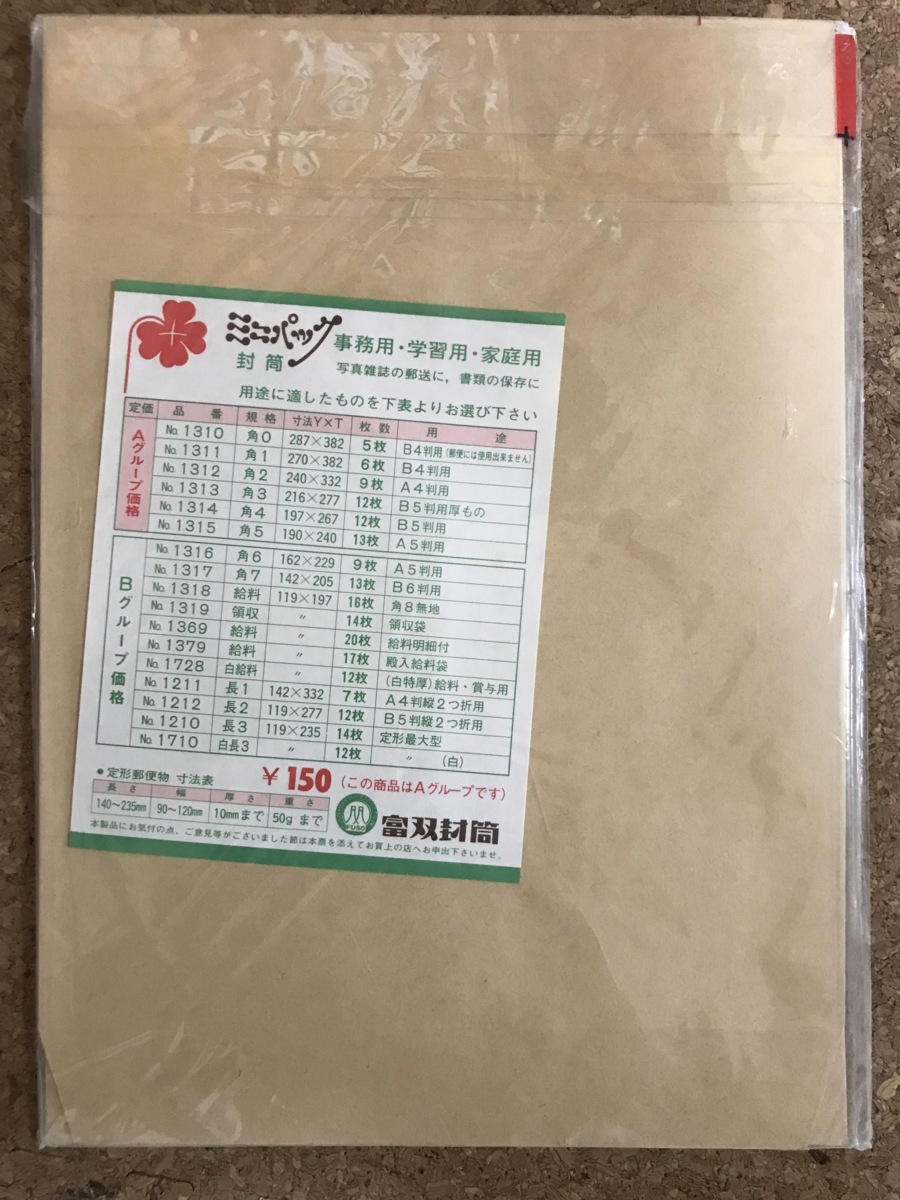 ミニパック
封筒
事務用・学習用・家庭用
写真雑誌の郵送に，書類の保存に
用途に適したものを下表よりお選び下さい
定価 品番 規格 寸法Y×T 枚数 用途
Aグループ価格
No.1310 角0 287×382 5枚 B4判用(郵便には使用出来ません)
No.1311 角1 270×382 6枚 B4判用
No.1312 角2 240×332 9枚 A4判用
No.1313 角3 216×277 12枚 B5判用厚もの
No.1314 角4 197×267 12枚 B5判用
No.1315 角5 190×240 13枚 A5判用
Bグループ価格
No.1316 角6 162×229 9枚 A5判用
No.1317 角7 142×205 13枚 B6判用
No.1318 給料 119×197 16枚 角8無地
No.1319 領収 〃 14枚 領収袋
No.1369 給料 〃 20枚 給料明細付
No.1379 給料 〃 17枚 殿入給料袋
No.1728 白給料 〃 12枚 (白特厚)給料・賞与用
No.1211 長1 142×332 7枚 A4判縦2つ折用
No.1212 長2 119×277 12枚 B5判縦2つ折用
No.1210 長3 119×235 14枚 定形最大型
No.1710 白長3 〃 12枚 〃 (白)
●定形郵便物 寸法表
長さ 幅 厚さ 重さ
140〜235mm 90〜120mm 10mmまで 50gまで
¥150 (この商品はAグループです)
FUSO
富双封筒
本製品にお気付の点、ご意見等がございました節は本票を添えてお買上の店へお申出下さいませ。